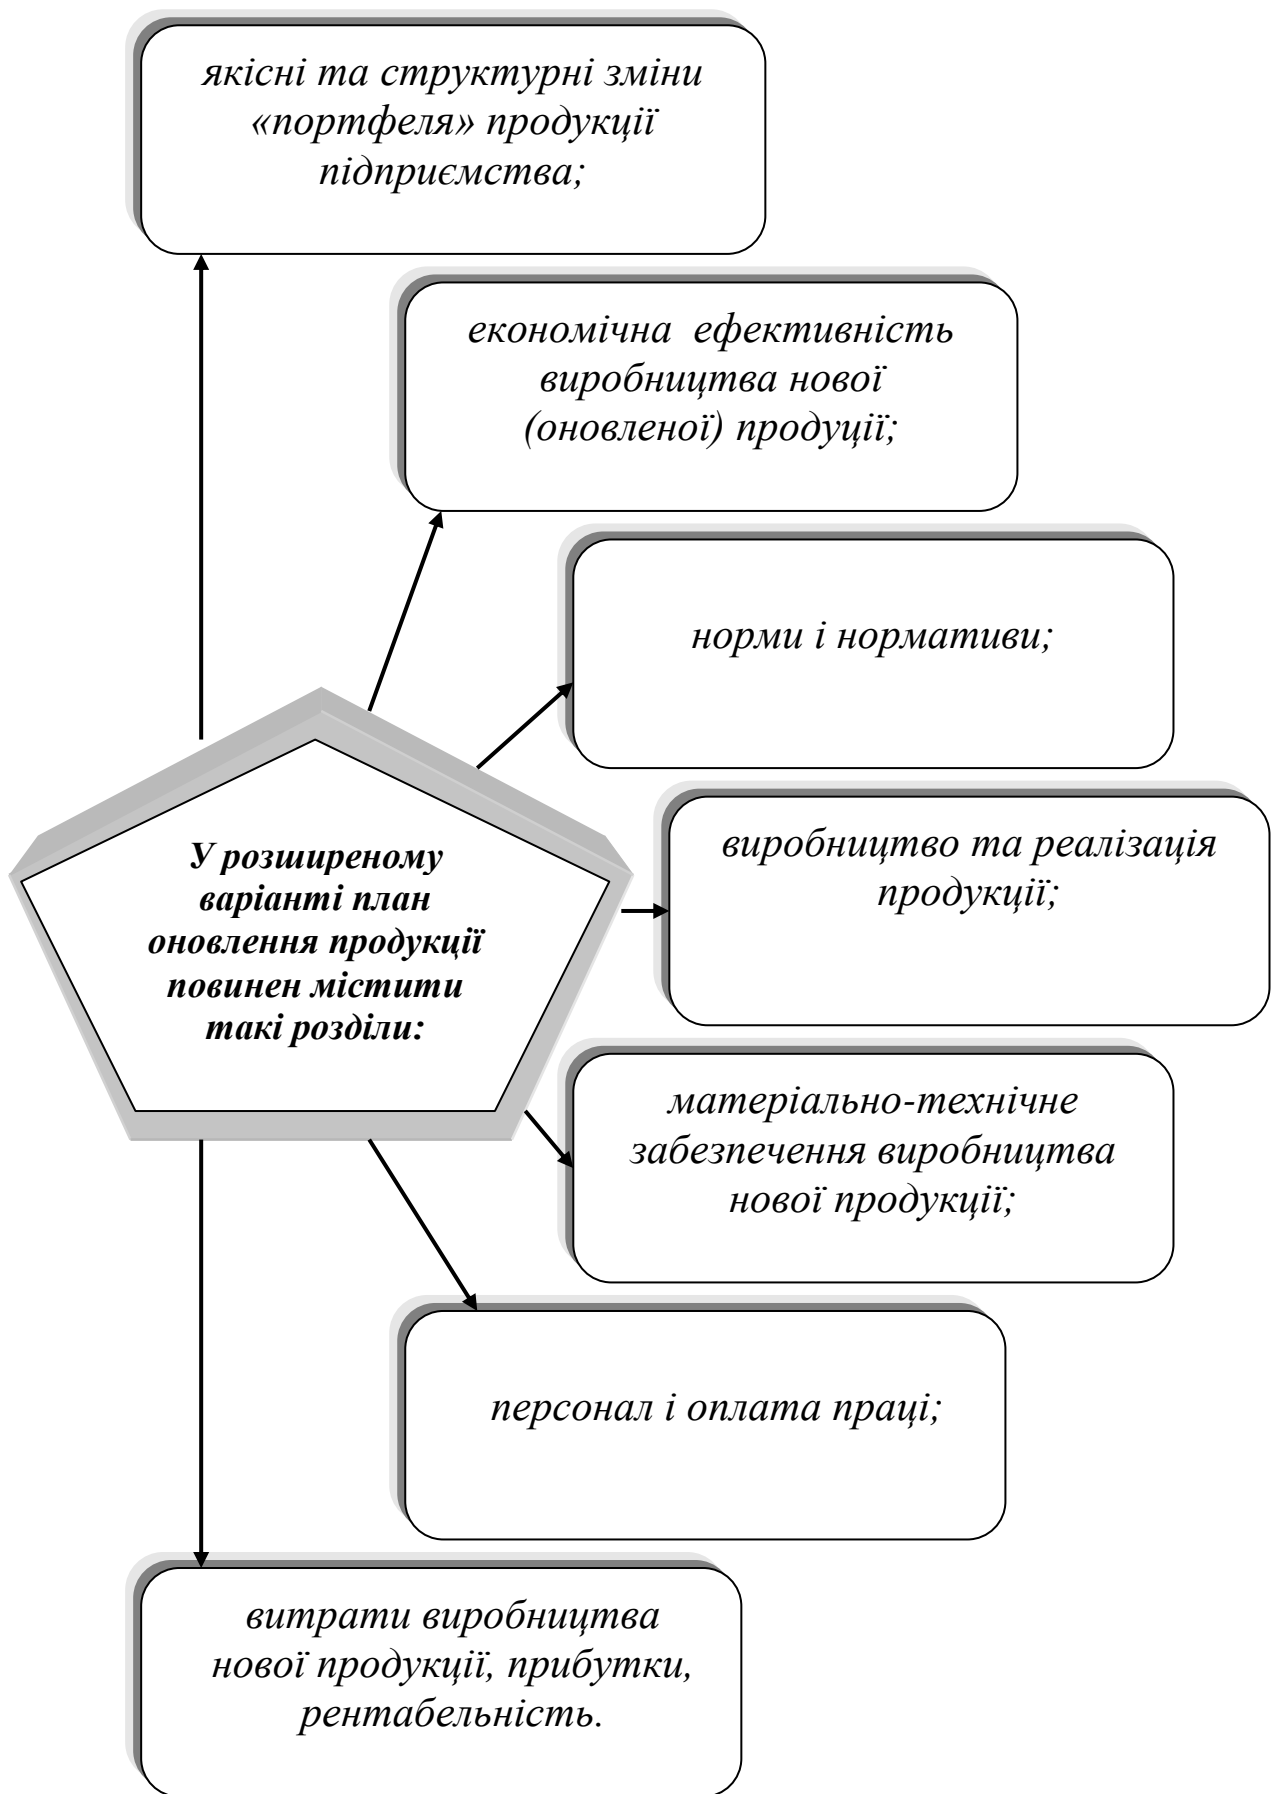 якісні та структурні зміни
«портфеля» продукції
підприємства;
економічна ефективність
виробництва нової
(оновленої) продуції;
норми і нормативи;
виробництво та реалізація
продукції;
У розширеному
варіанті план
оновлення продукції
повинен містити
такі розділи:
матеріально-технічне
забезпечення виробництва
нової продукції;
персонал і оплата праці;
витрати виробництва
нової продукції, прибутки,
рентабельність.